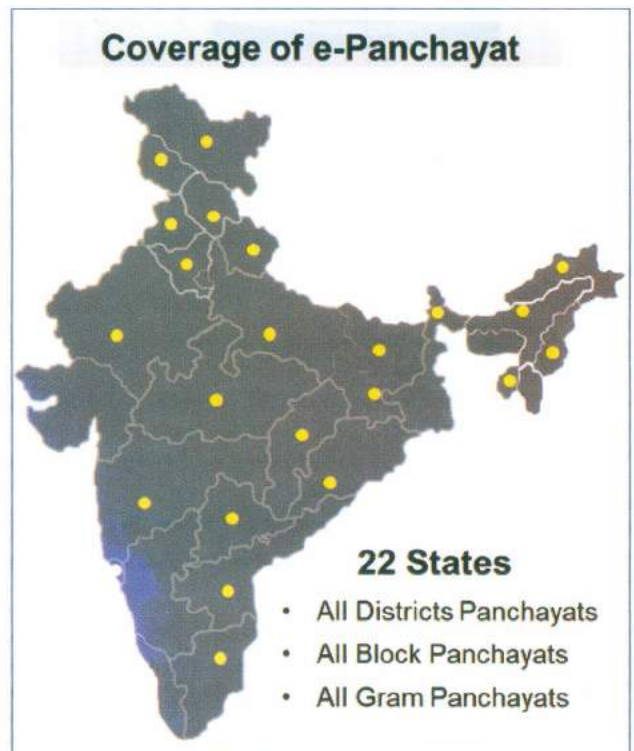 Coverage of e-Panchayat
22 States
• All Districts Panchayats
• All Block Panchayats
• All Gram Panchayats